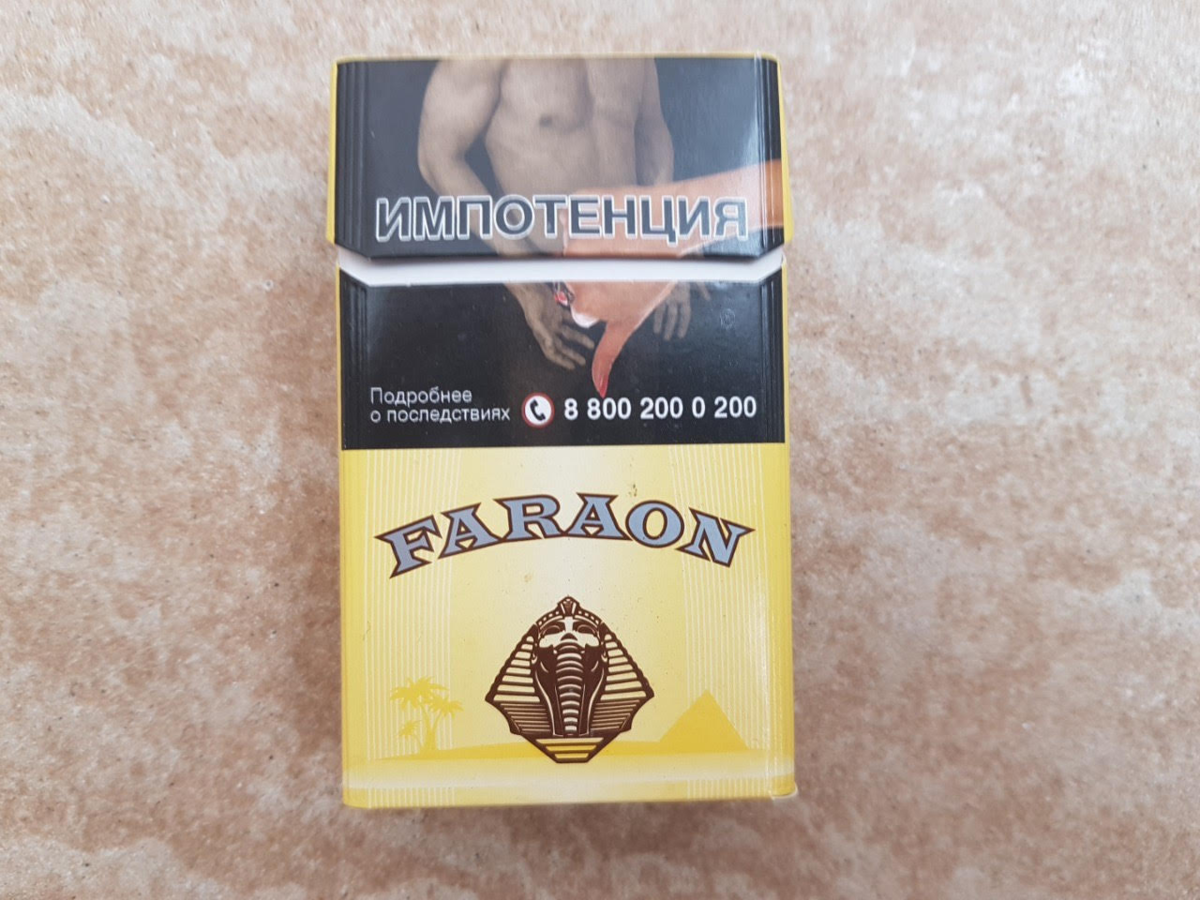 ИМПОТЕНЦИЯ
Подробнее
о последствиях 8 800 200 0 200
FARAON